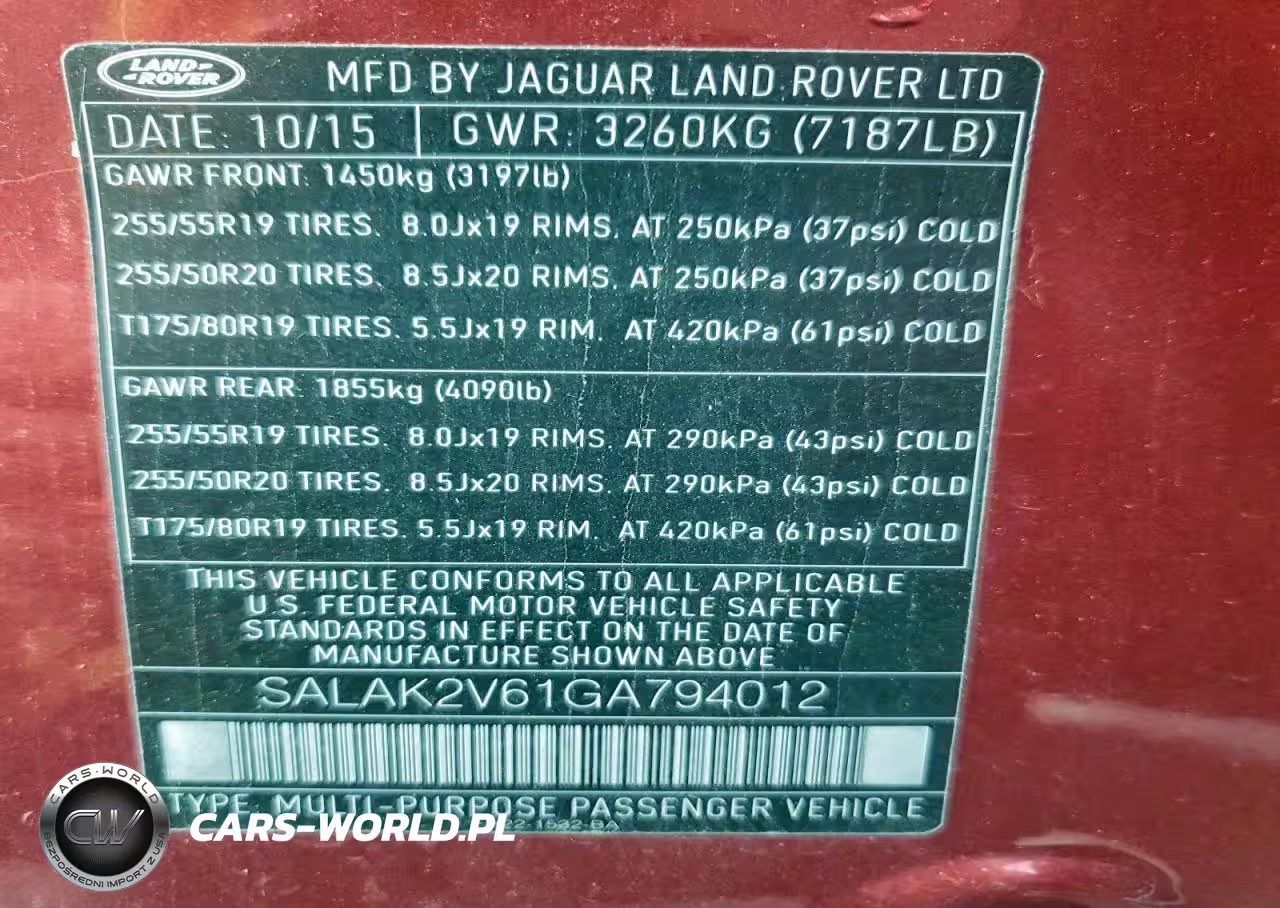 LAND-
-ROVER
MFD BY JAGUAR LAND ROVER LTD
DATE: 10/15 GWR: 3260KG (7187LB)
GAWR FRONT: 1450kg (3197lb)
255/55R19 TIRES. 8.0Jx19 RIMS. AT 250kPa (37psi) COLD
255/50R20 TIRES. 8.5Jx20 RIMS. AT 250kPa (37psi) COLD
T175/80R19 TIRES. 5.5Jx19 RIM. AT 420kPa (61psi) COLD
GAWR REAR: 1855kg (4090lb)
255/55R19 TIRES. 8.0Jx19 RIMS. AT 290kPa (43psi) COLD
255/50R20 TIRES. 8.5Jx20 RIMS. AT 290kPa (43psi) COLD
T175/80R19 TIRES. 5.5Jx19 RIM. AT 420kPa (61psi) COLD
THIS VEHICLE CONFORMS TO ALL APPLICABLE
U.S. FEDERAL MOTOR VEHICLE SAFETY
STANDARDS IN EFFECT ON THE DATE OF
MANUFACTURE SHOWN ABOVE
SALAK2V61GA794012
TYPE: MULTI-PURPOSE PASSENGER VEHICLE
CARS-WORLD
CW
BEZPOŚREDNI IMPORT Z USA
CARS-WORLD.PL